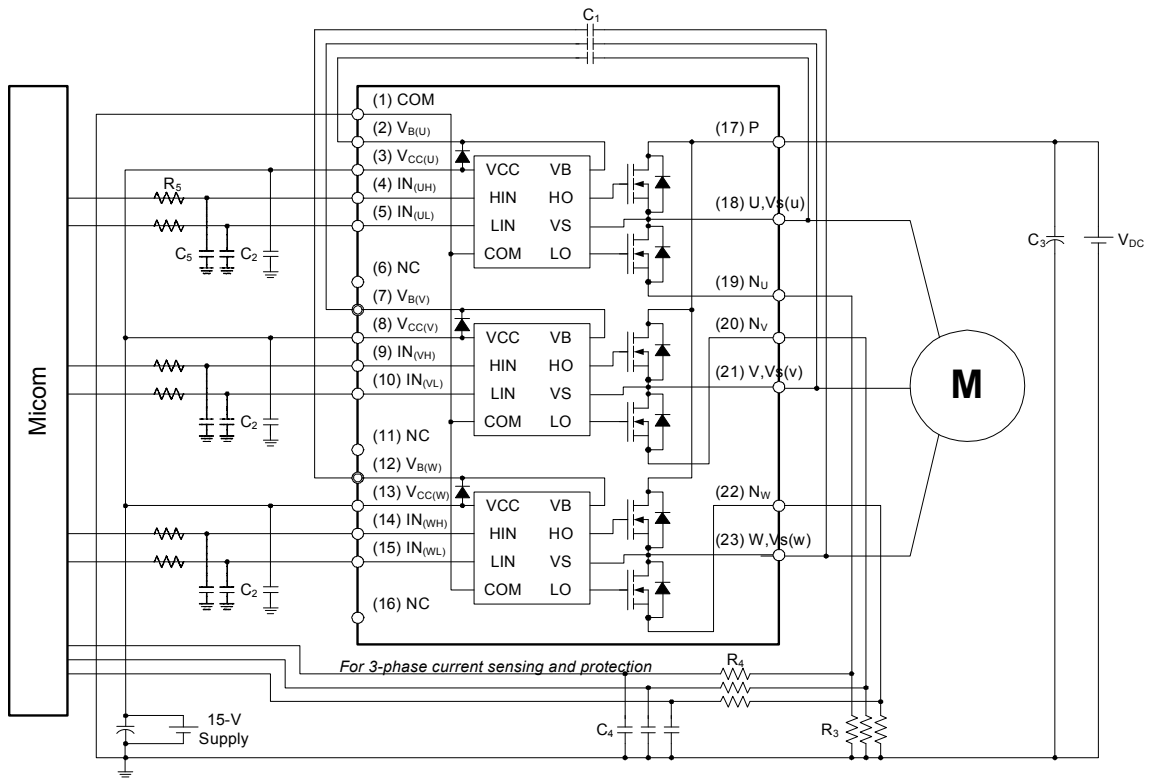 C1
Micom
(1) COM
(2) VB(U)
(3) VCC(U)
(4) IN(UH)
(5) IN(UL)
(6) NC
(7) VB(V)
(8) VCC(V)
(9) IN(VH)
(10) IN(VL)
(11) NC
(12) VB(W)
(13) VCC(W)
(14) IN(WH)
(15) IN(WL)
(16) NC
R5
C5
C2
C2
C2
VCC VB
HIN HO
LIN VS
COM LO
VCC VB
HIN HO
LIN VS
COM LO
VCC VB
HIN HO
LIN VS
COM LO
(17) P
(18) U,Vs(u)
(19) NU
(20) NV
(21) V,Vs(v)
(22) NW
(23) W,Vs(w)
C3
VDC
M
For 3-phase current sensing and protection
R4
15-V
Supply
C4
R3